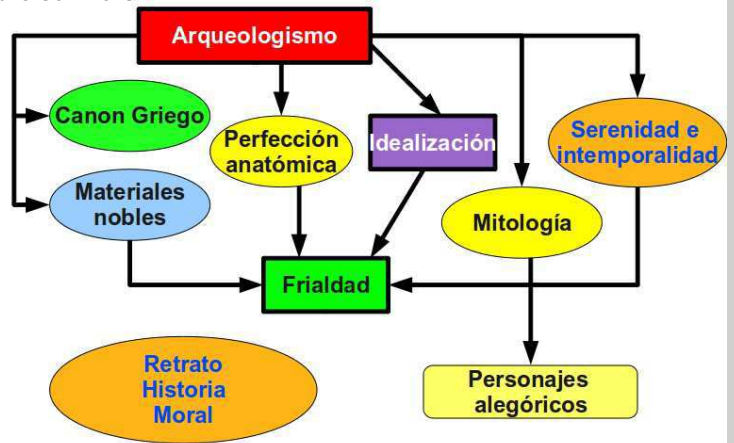 Arqueologismo
Canon Griego
Perfección
anatómica
Idealización
Serenidad e
intemporalidad
Materiales
nobles
Mitología
Frialdad
Retrato
Historia
Moral
Personajes
alegóricos